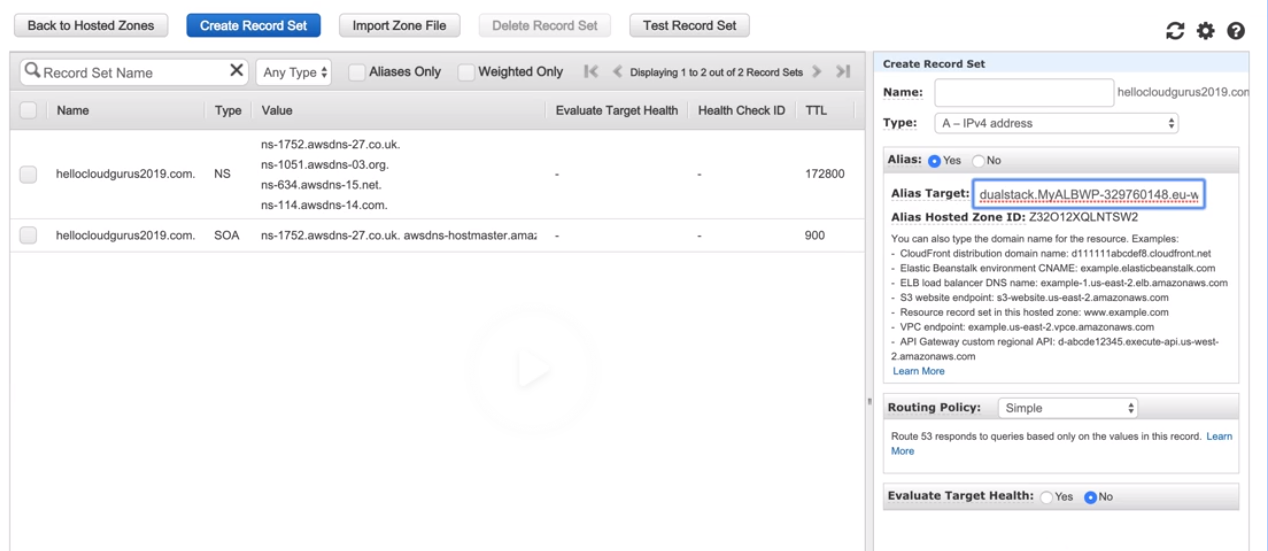 Back to Hosted Zones Create Record Set Import Zone File Delete Record Set Test Record Set
Record Set Name Any Type Aliases Only Weighted Only Displaying 1 to 2 out of 2 Record Sets
Name Type Value Evaluate Target Health Health Check ID TTL
hellocloudgurus2019.com. NS ns-1752.awsdns-27.co.uk. - - 172800
ns-1051.awsdns-03.org.
ns-634.awsdns-15.net.
ns-114.awsdns-14.com.
hellocloudgurus2019.com. SOA ns-1752.awsdns-27.co.uk. awsdns-hostmaster.ama - - 900
Create Record Set
Name: hellocloudgurus2019.com
Type: A – IPv4 address
Alias: Yes No
Alias Target: dualstack.MyALBWP-329760148.eu-w
Alias Hosted Zone ID: Z32O12XQLNTSW2
You can also type the domain name for the resource. Examples:
- CloudFront distribution domain name: d111111abcdef8.cloudfront.net
- Elastic Beanstalk environment CNAME: example.elasticbeanstalk.com
- ELB load balancer DNS name: example-1.us-east-2.elb.amazonaws.com
- S3 website endpoint: s3-website.us-east-2.amazonaws.com
- Resource record set in this hosted zone: www.example.com
- VPC endpoint: example.us-east-2.vpce.amazonaws.com
- API Gateway custom regional API: d-abcde12345.execute-api.us-west-
2.amazonaws.com
Learn More
Routing Policy: Simple
Route 53 responds to queries based only on the values in this record. Learn
More
Evaluate Target Health: Yes No